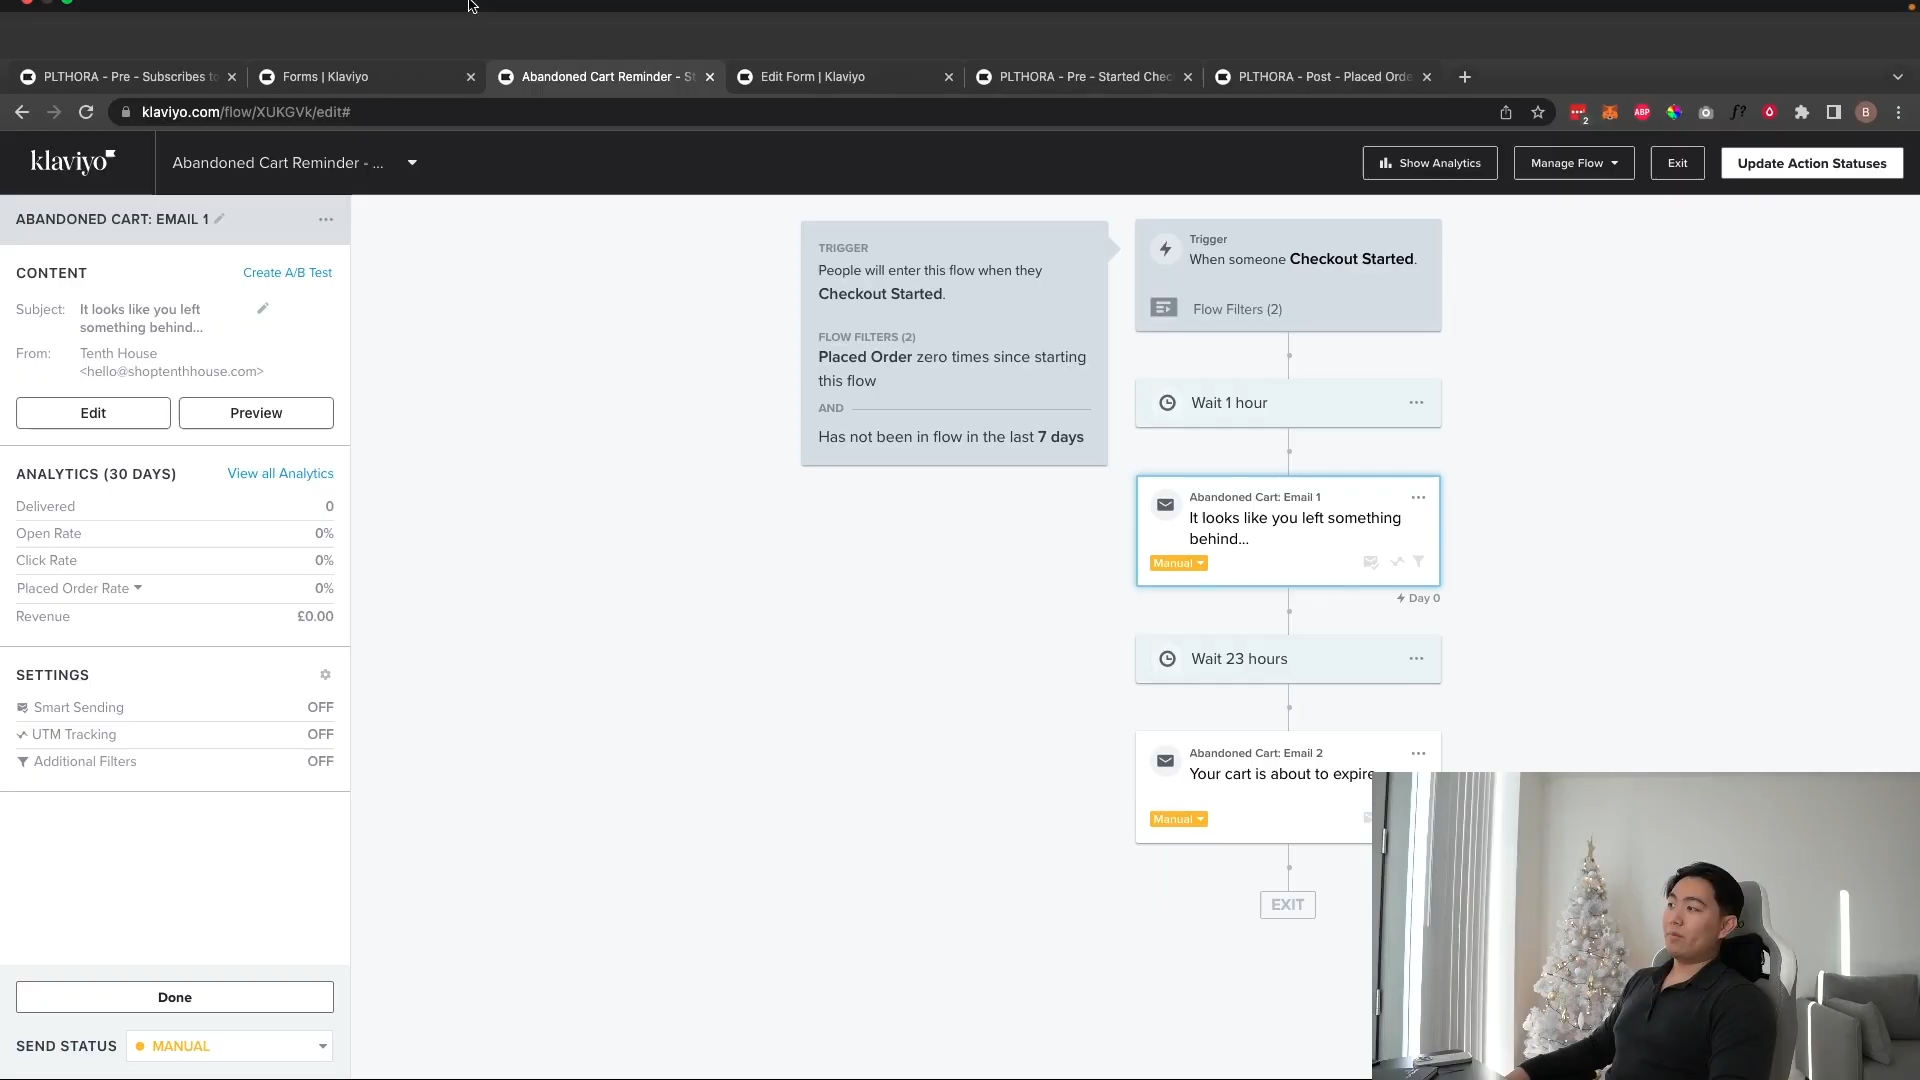 PLTHORA - Pre - Subscribes to
Forms | Klaviyo
Abandoned Cart Reminder - St
Edit Form | Klaviyo
PLTHORA - Pre - Started Chec
PLTHORA - Post - Placed Orde
klaviyo.com/flow/XUKGVk/edit#
2
ABP
f?
B
klaviyo
Abandoned Cart Reminder - ...
Show Analytics
Manage Flow
Exit
Update Action Statuses
ABANDONED CART: EMAIL 1
CONTENT
Create A/B Test
Subject:
It looks like you left
something behind...
From:
Tenth House
<hello@shoptenthhouse.com>
Edit
Preview
ANALYTICS (30 DAYS)
View all Analytics
Delivered
0
Open Rate
0%
Click Rate
0%
Placed Order Rate
0%
Revenue
£0.00
SETTINGS
Smart Sending
OFF
UTM Tracking
OFF
Additional Filters
OFF
Done
SEND STATUS
MANUAL
TRIGGER
People will enter this flow when they
Checkout Started.
FLOW FILTERS (2)
Placed Order zero times since starting
this flow
AND
Has not been in flow in the last 7 days
Trigger
When someone Checkout Started.
Flow Filters (2)
Wait 1 hour
Abandoned Cart: Email 1
It looks like you left something
behind...
Manual
Day 0
Wait 23 hours
Abandoned Cart: Email 2
Your cart is about to expire
Manual
EXIT